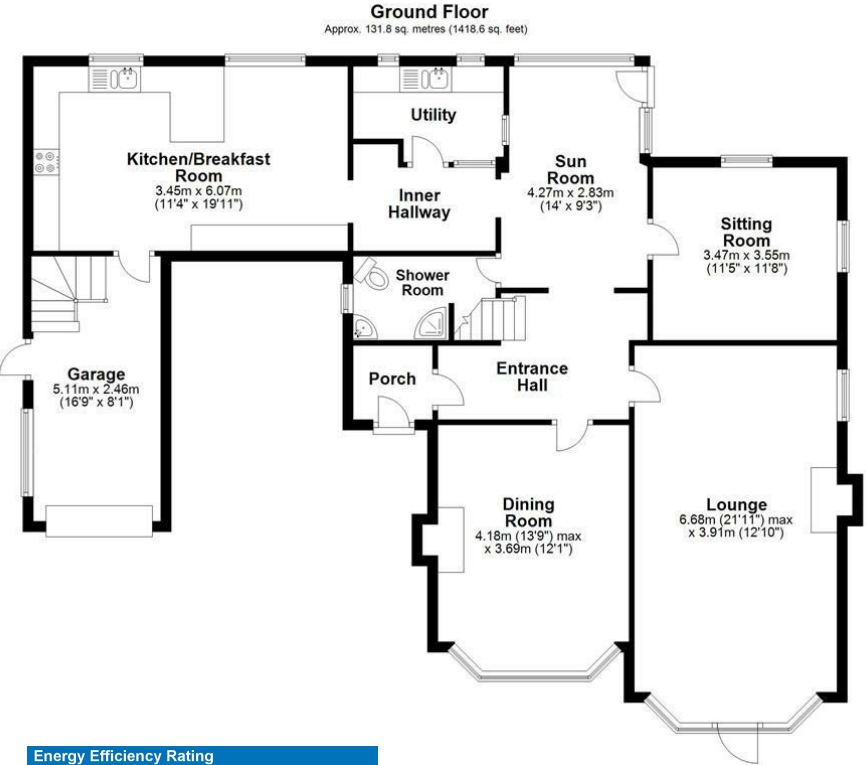 Ground Floor
Approx. 131.8 sq. metres (1418.6 sq. feet)
Utility
Kitchen/Breakfast
Room
3.45m x 6.07m
(11'4" x 19'11")
Inner
Hallway
Sun
Room
4.27m x 2.83m
(14' x 9'3")
Sitting
Room
3.47m x 3.55m
(11'5" x 11'8")
Shower
Room
Garage
5.11m x 2.46m
(16'9" x 8'1")
Porch
Entrance
Hall
Dining
Room
4.18m (13'9") max
x 3.69m (12'1")
Lounge
6.68m (21'11") max
x 3.91m (12'10")
Energy Efficiency Rating